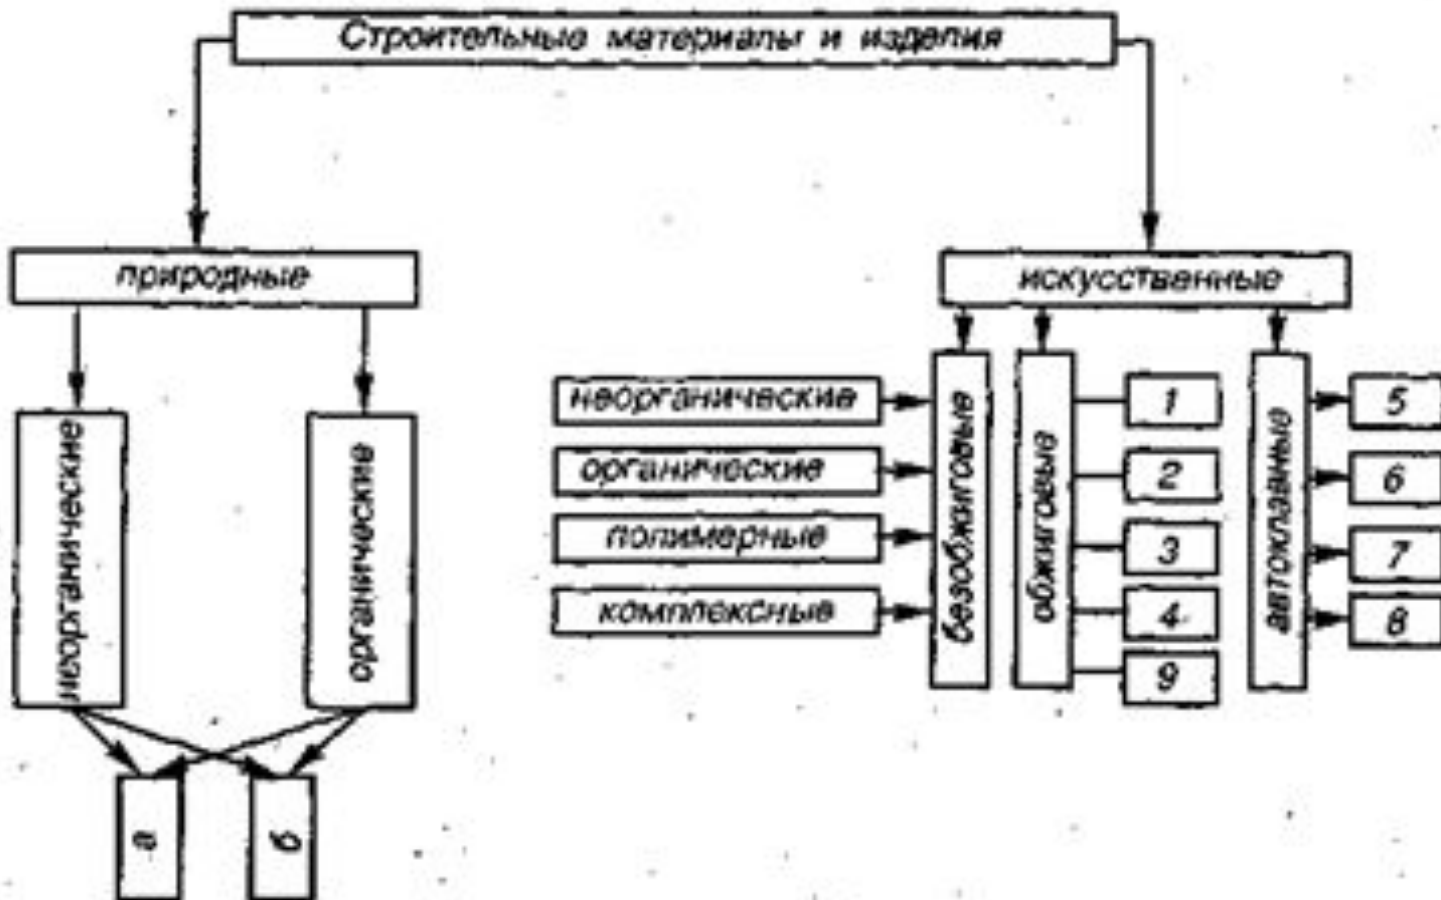 Строительные материалы и изделия
природные
искусственные
неорганические
органические
а
б
неорганические
органические
полимерные
комплексные
безобжиговые
обжиговые
1
2
3
4
9
автоклавные
5
6
7
8